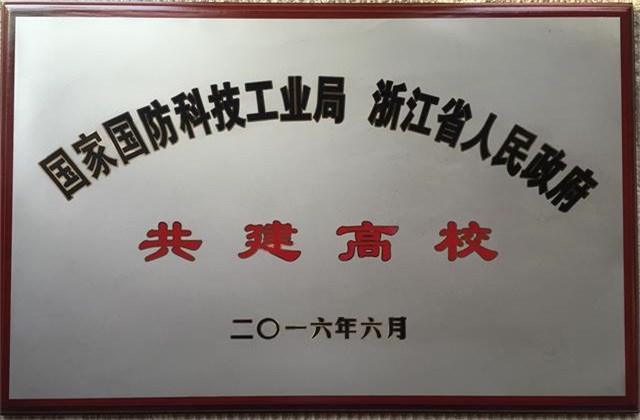 国家国防科技工业局 浙江省人民政府
共建高校
二〇一六年六月